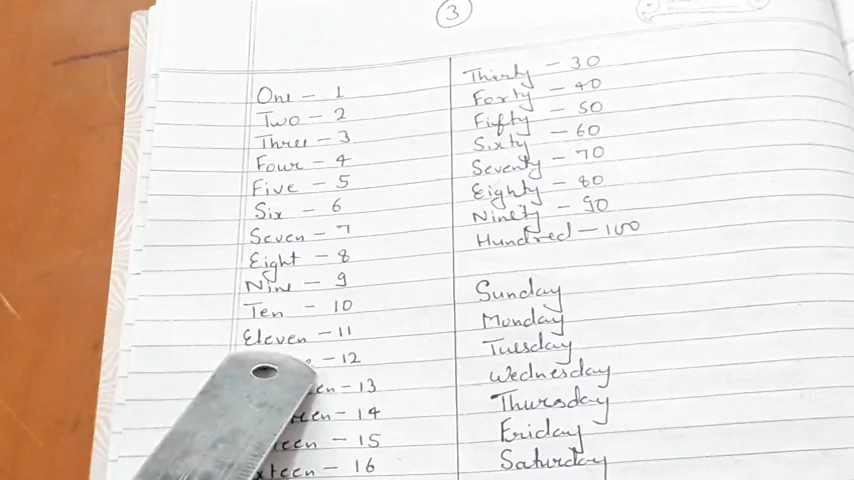 3
One - 1
Two - 2
Three - 3
Four - 4
Five - 5
Six - 6
Seven - 7
Eight - 8
Nine - 9
Ten - 10
Eleven - 11
- 12
- 13
- 14
- 15
- 16
Thirty - 30
Forty - 40
Fifty - 50
Sixty - 60
Seventy - 70
Eighty - 80
Ninety - 90
Hundred - 100
Sunday
Monday
Tuesday
Wednesday
Thursday
Friday
Saturday